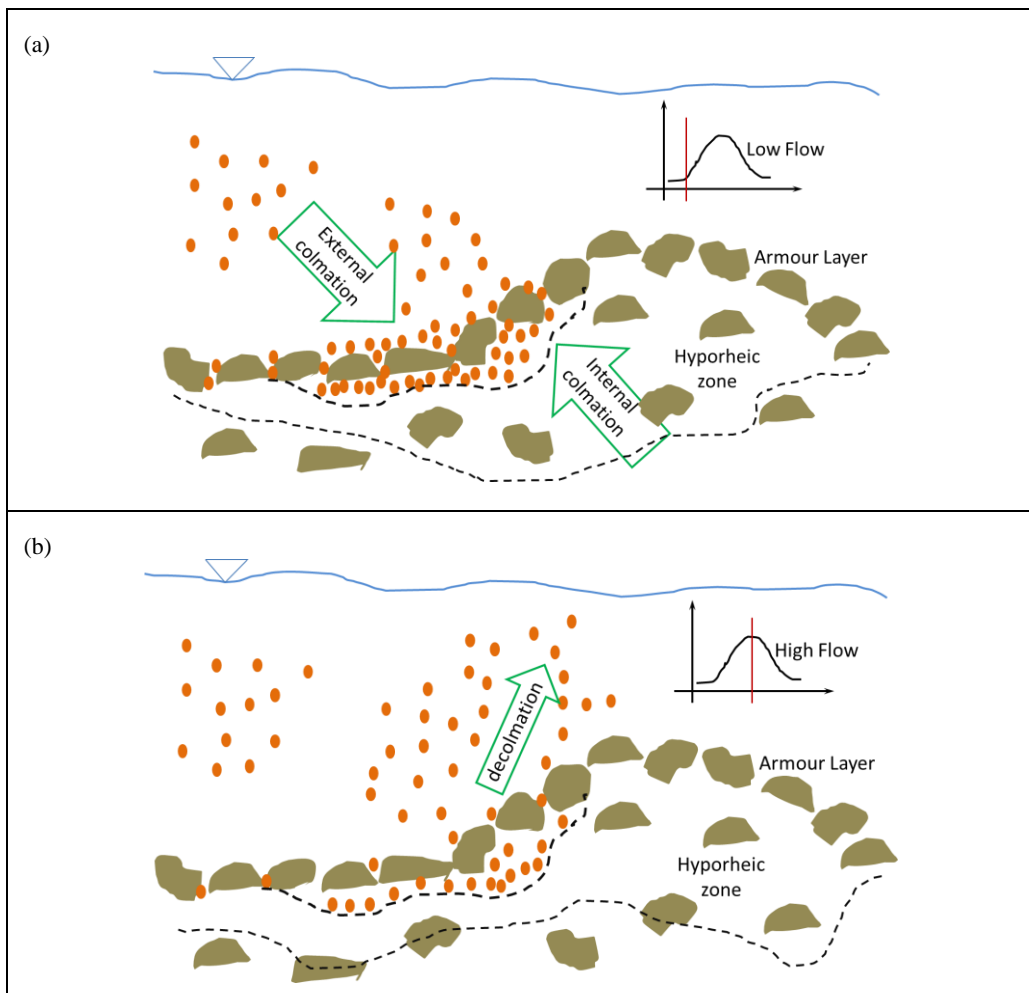 (a)
Low Flow
External
colmation
Armour Layer
Hyporheic
zone
Internal
colmation
(b)
High Flow
decolmation
Armour Layer
Hyporheic
zone